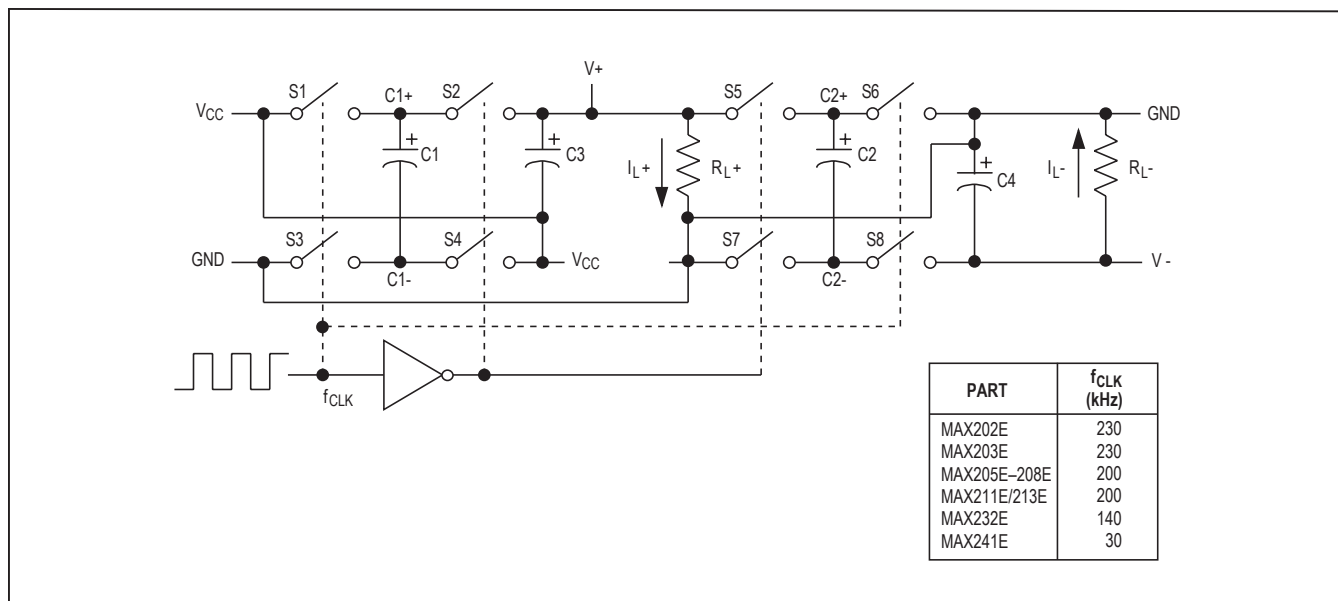 V+
S1
C1+
S2
S5
C2+
S6
VCC
GND
+
C1
+
C3
IL+
RL+
+
C2
+
C4
IL-
RL-
S3
S4
S7
S8
GND
C1-
VCC
C2-
V -
fCLK
PART fCLK (kHz)
MAX202E 230
MAX203E 230
MAX205E–208E 200
MAX211E/213E 200
MAX232E 140
MAX241E 30